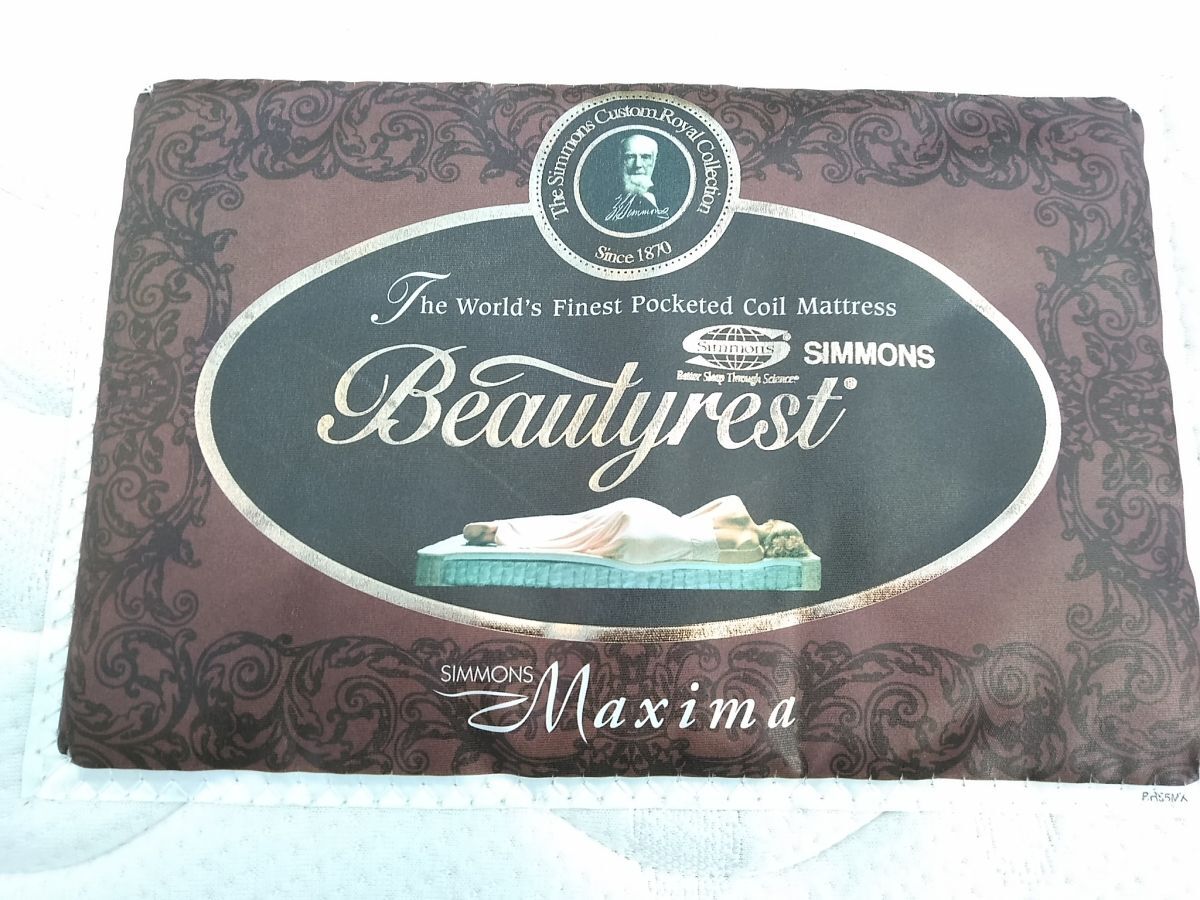 The Simmons Custom Royal Collection
Simmons
Since 1870
The World's Finest Pocketed Coil Mattress
Simmons®
SIMMONS
Better Sleep Through Science®
Beautyrest®
SIMMONS
Maxima